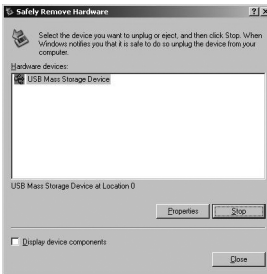 Safely Remove Hardware
Select the device you want to unplug or eject, and then click Stop. When
Windows notifies you that it is safe to do so unplug the device from your
computer.
Hardware devices:
USB Mass Storage Device
USB Mass Storage Device at Location 0
Properties
Stop
Display device components
Close